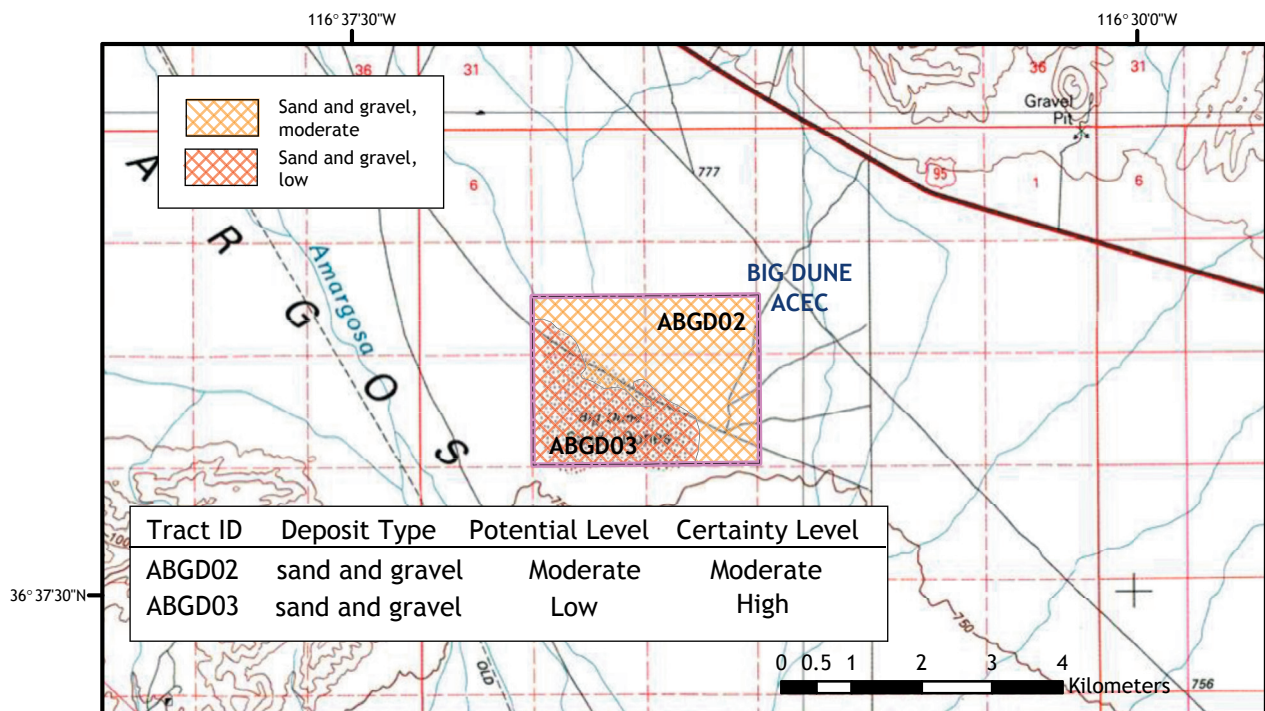 116° 37'30"W
116° 30'0"W
36
31
36
31
Gravel
Pit
Sand and gravel,
moderate
Sand and gravel,
low
6
777
95
1
6
A
R
G
O
S
Amargosa
BIG DUNE
ACEC
ABGD02
Big Dune
ABGD03
Tract ID Deposit Type Potential Level Certainty Level
ABGD02 sand and gravel Moderate Moderate
ABGD03 sand and gravel Low High
36° 37'30"N
750
OLD
0 0.5 1 2 3 4
Kilometers
756